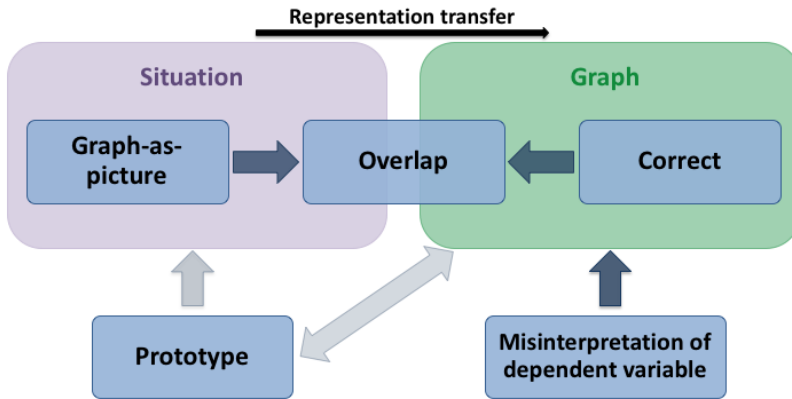 Representation transfer
Situation
Graph
Graph-as-
picture
Overlap
Correct
Prototype
Misinterpretation of
dependent variable